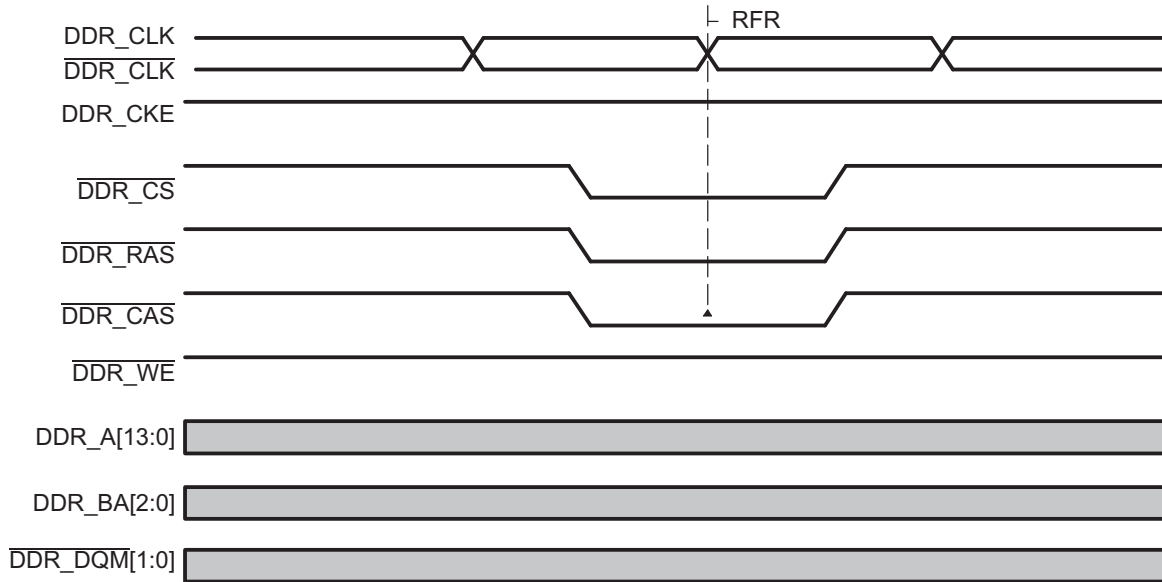 RFR
DDR_CLK
DDR_CLK
DDR_CKE
DDR_CS
DDR_RAS
DDR_CAS
DDR_WE
DDR_A[13:0]
DDR_BA[2:0]
DDR_DQM[1:0]